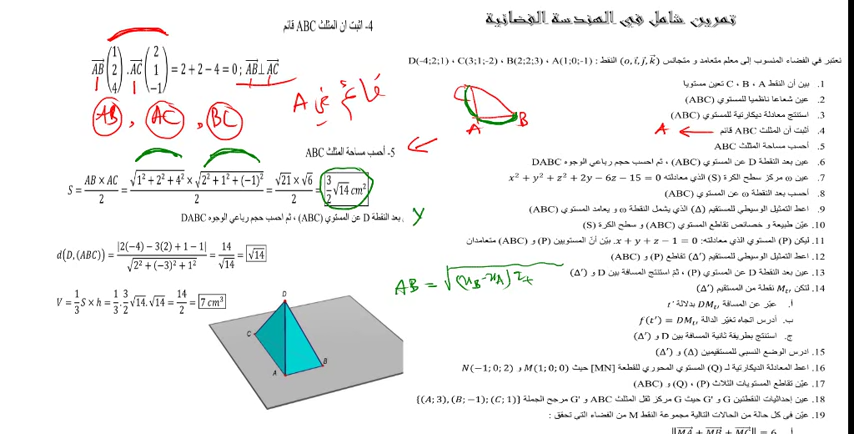 تمرين شامل في الهندسة الفضائية
نعتبر في الفضاء المنسوب إلى معلم متعامد و متجانس (o, i, j, k) النقط : D(-4;2;1) ، C(3;1;-2) ، B(2;2;3) ، A(1;0;-1)
1. بين أن النقط A ، B ، C تعين مستويا
2. عين شعاعا ناظميا للمستوي (ABC)
3. استنتج معادلة ديكارتية للمستوي (ABC)
4. أثبت أن المثلث ABC قائم
A
5. أحسب مساحة المثلث ABC
6. عين بعد النقطة D عن المستوي (ABC) ، ثم احسب حجم رباعي الوجوه DABC
7. عين ω مركز سطح الكرة (S) الذي معادلته x² + y² + z² + 2y − 6z − 15 = 0
8. أحسب بعد النقطة ω عن المستوي (ABC)
9. اعط التمثيل الوسيطي للمستقيم (Δ) الذي يشمل النقطة ω و يعامد المستوي (ABC)
10. عيّن طبيعة و خصائص تقاطع المستوي (ABC) و سطح الكرة (S)
11. ليكن (P) المستوي الذي معادلته: x + y + z − 1 = 0. بيّن أنّ المستويين (P) و (ABC) متعامدان
12. اعط التمثيل الوسيطي للمستقيم (Δ′) تقاطع (P) و (ABC)
13. عين بعد النقطة D عن المستوي (P) ، ثم استنتج المسافة بين D و (Δ′)
14. لتكن Mt′ نقطة من المستقيم (Δ′)
أ. عبّر عن المسافة DMt′ بدلالة t′
ب. أدرس اتجاه تغيّر الدالة f(t′) = DMt′
ج. استنتج بطريقة ثانية المسافة بين D و (Δ′)
15. ادرس الوضع النسبي للمستقيمين (Δ) و (Δ′)
16. اعط المعادلة الديكارتية لـ (Q) المستوي المحوري للقطعة [MN] حيث M(1; 0; 0) و N(−1; 0; 2)
17. عيّن تقاطع المستويات الثلاث (P) ، (Q) و (ABC)
18. عين إحداثيات النقطتين G و G′ حيث G مركز ثقل المثلث ABC و G′ مرجح الجملة {(A; 3), (B; −1); (C; 1)}
19. عيّن في كل حالة من الحالات التالية مجموعة النقط M من الفضاء التي تحقق :
أ. ‖MA + MB + MC‖ = 6
C
A
B
4- اثبت ان المثلث ABC قائم
AB (1 2 4) . AC (2 1 −1) = 2 + 2 − 4 = 0 ; AB ⊥ AC
قائم في A
AB , AC , BC
5- أحسب مساحة المثلث ABC
S = AB × AC / 2 = √1² + 2² + 4² × √2² + 1² + (−1)² / 2 = √21 × √6 / 2 = 3/2 √14 cm²
بعد النقطة D عن المستوي (ABC) ، ثم احسب حجم رباعي الوجوه DABC
d(D, (ABC)) = |2(−4) − 3(2) + 1 − 1| / √2² + (−3)² + 1² = 14 / √14 = √14
V = 1/3 S × h = 1/3 . 3/2 √14 . √14 = 14/2 = 7 cm³
AB = √(xB - xA)² +
D
C
B
A